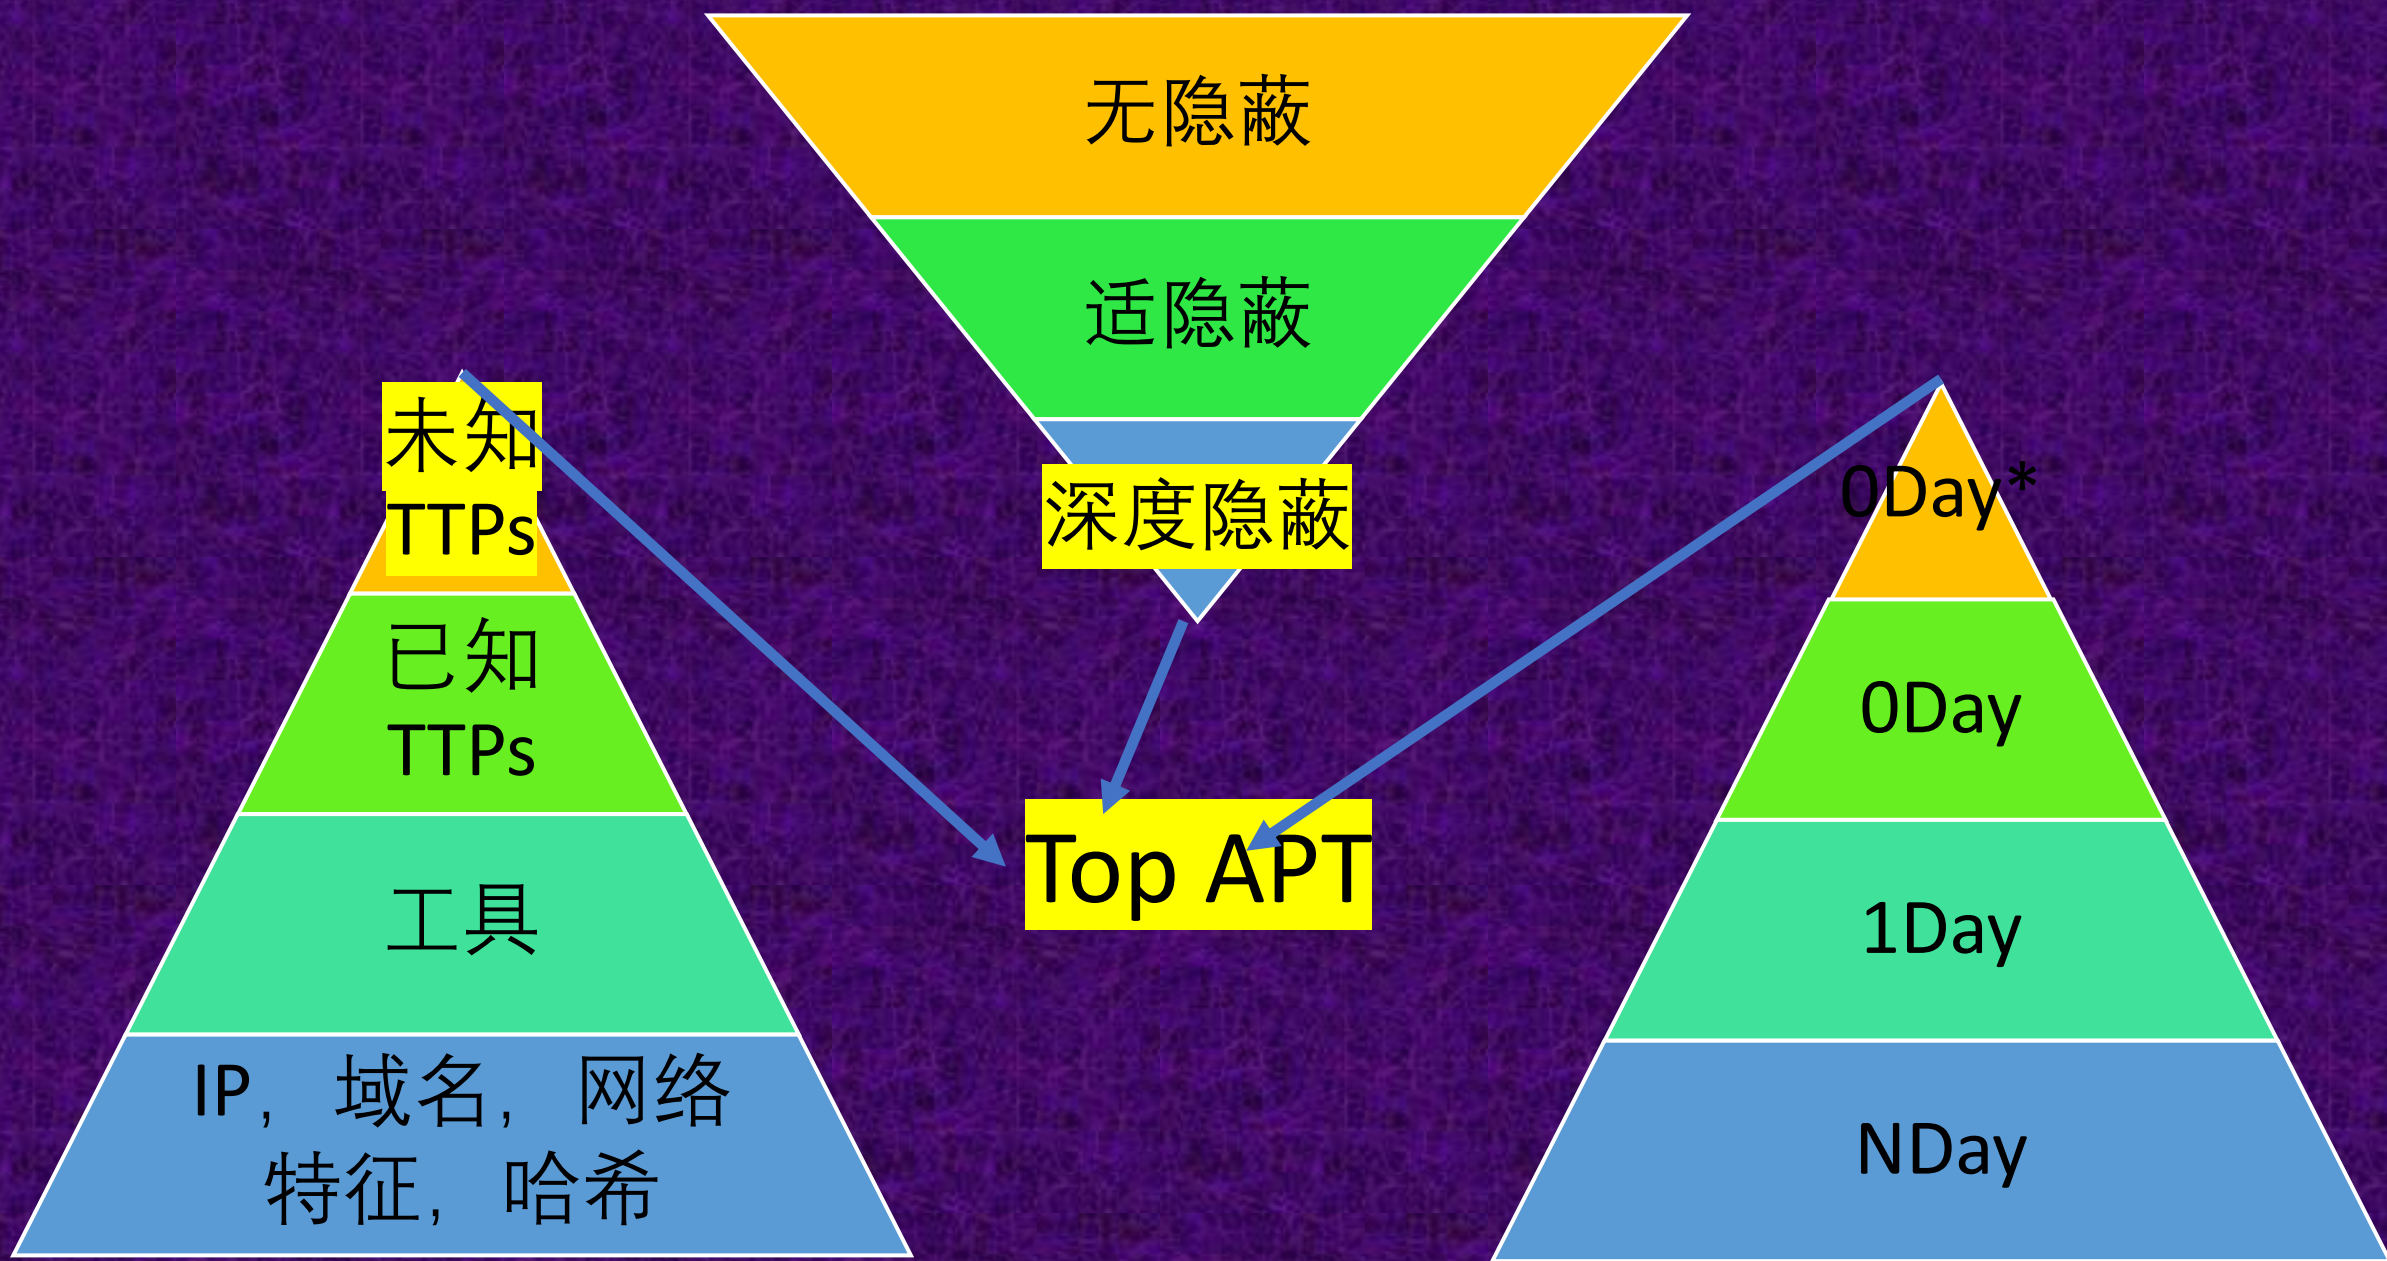 无隐蔽
适隐蔽
深度隐蔽
未知
TTPs
已知
TTPs
工具
IP，域名，网络
特征，哈希
Top APT
0Day*
0Day
1Day
NDay